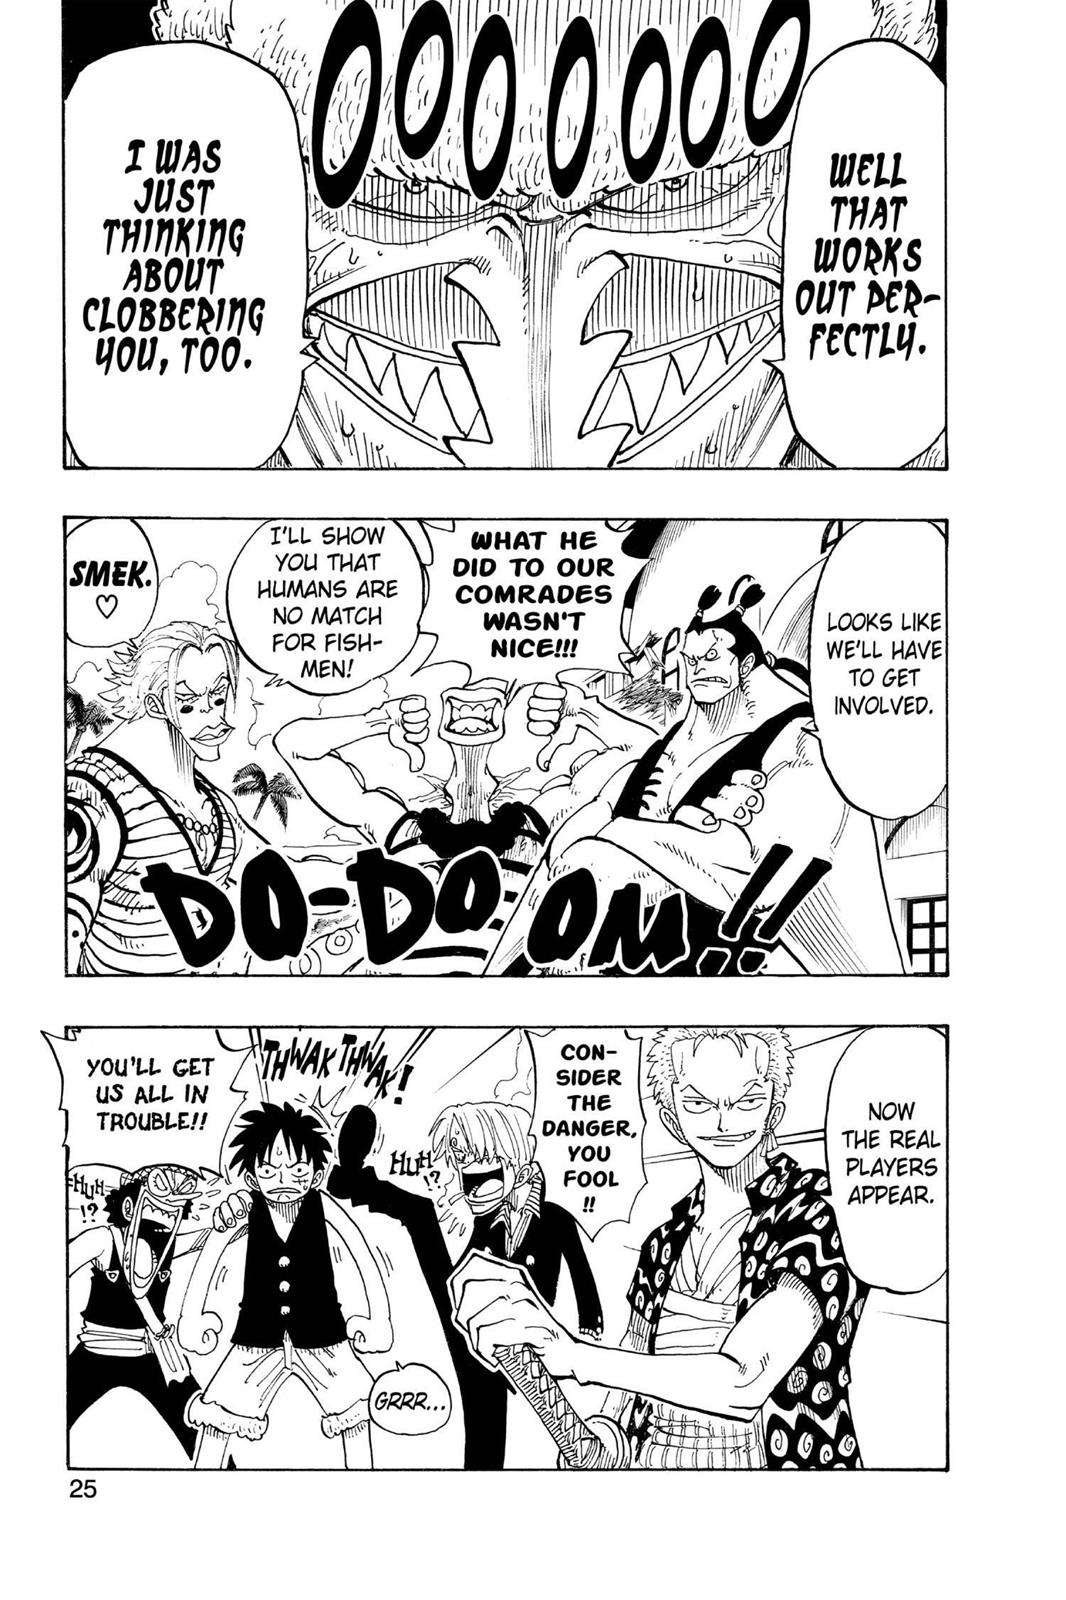 OOOOOOO
WELL
THAT
WORKS
OUT PER-
FECTLY.
I WAS
JUST
THINKING
ABOUT
CLOBBERING
YOU, TOO.
LOOKS LIKE
WE'LL HAVE
TO GET
INVOLVED.
WHAT HE
DID TO OUR
COMRADES
WASN'T
NICE!!!
I'LL SHOW
YOU THAT
HUMANS ARE
NO MATCH
FOR FISH-
MEN!
SMEK.
♡
DO-DOOM!!
NOW
THE REAL
PLAYERS
APPEAR.
CON-
SIDER
THE
DANGER,
YOU
FOOL
!!
HUH
!?
THWAK THWAK!
YOU'LL GET
US ALL IN
TROUBLE!!
HUH
!?
GRRR...
25